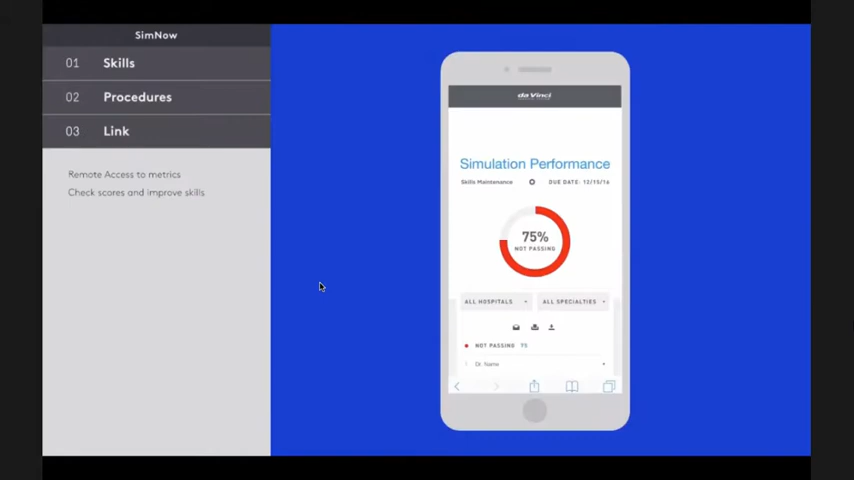 SimNow
01 Skills
02 Procedures
03 Link
Remote Access to metrics
Check scores and improve skills
da Vinci
Simulation Performance
Skills Maintenance DUE DATE: 12/15/16
75%
NOT PASSING
ALL HOSPITALS ALL SPECIALTIES
NOT PASSING 75
Dr. Name